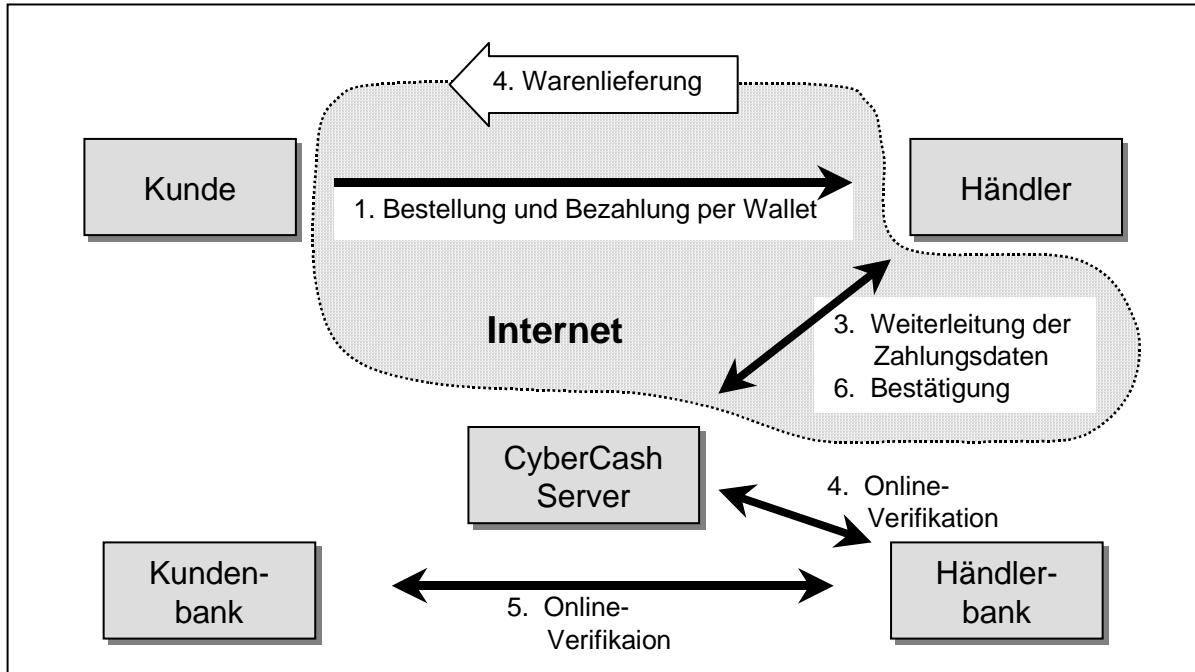 4. Warenlieferung
Kunde
Händler
1. Bestellung und Bezahlung per Wallet
Internet
3. Weiterleitung der
Zahlungsdaten
6. Bestätigung
CyberCash
Server
4. Online-
Verifikation
Kunden-
bank
5. Online-
Verifikaion
Händler-
bank